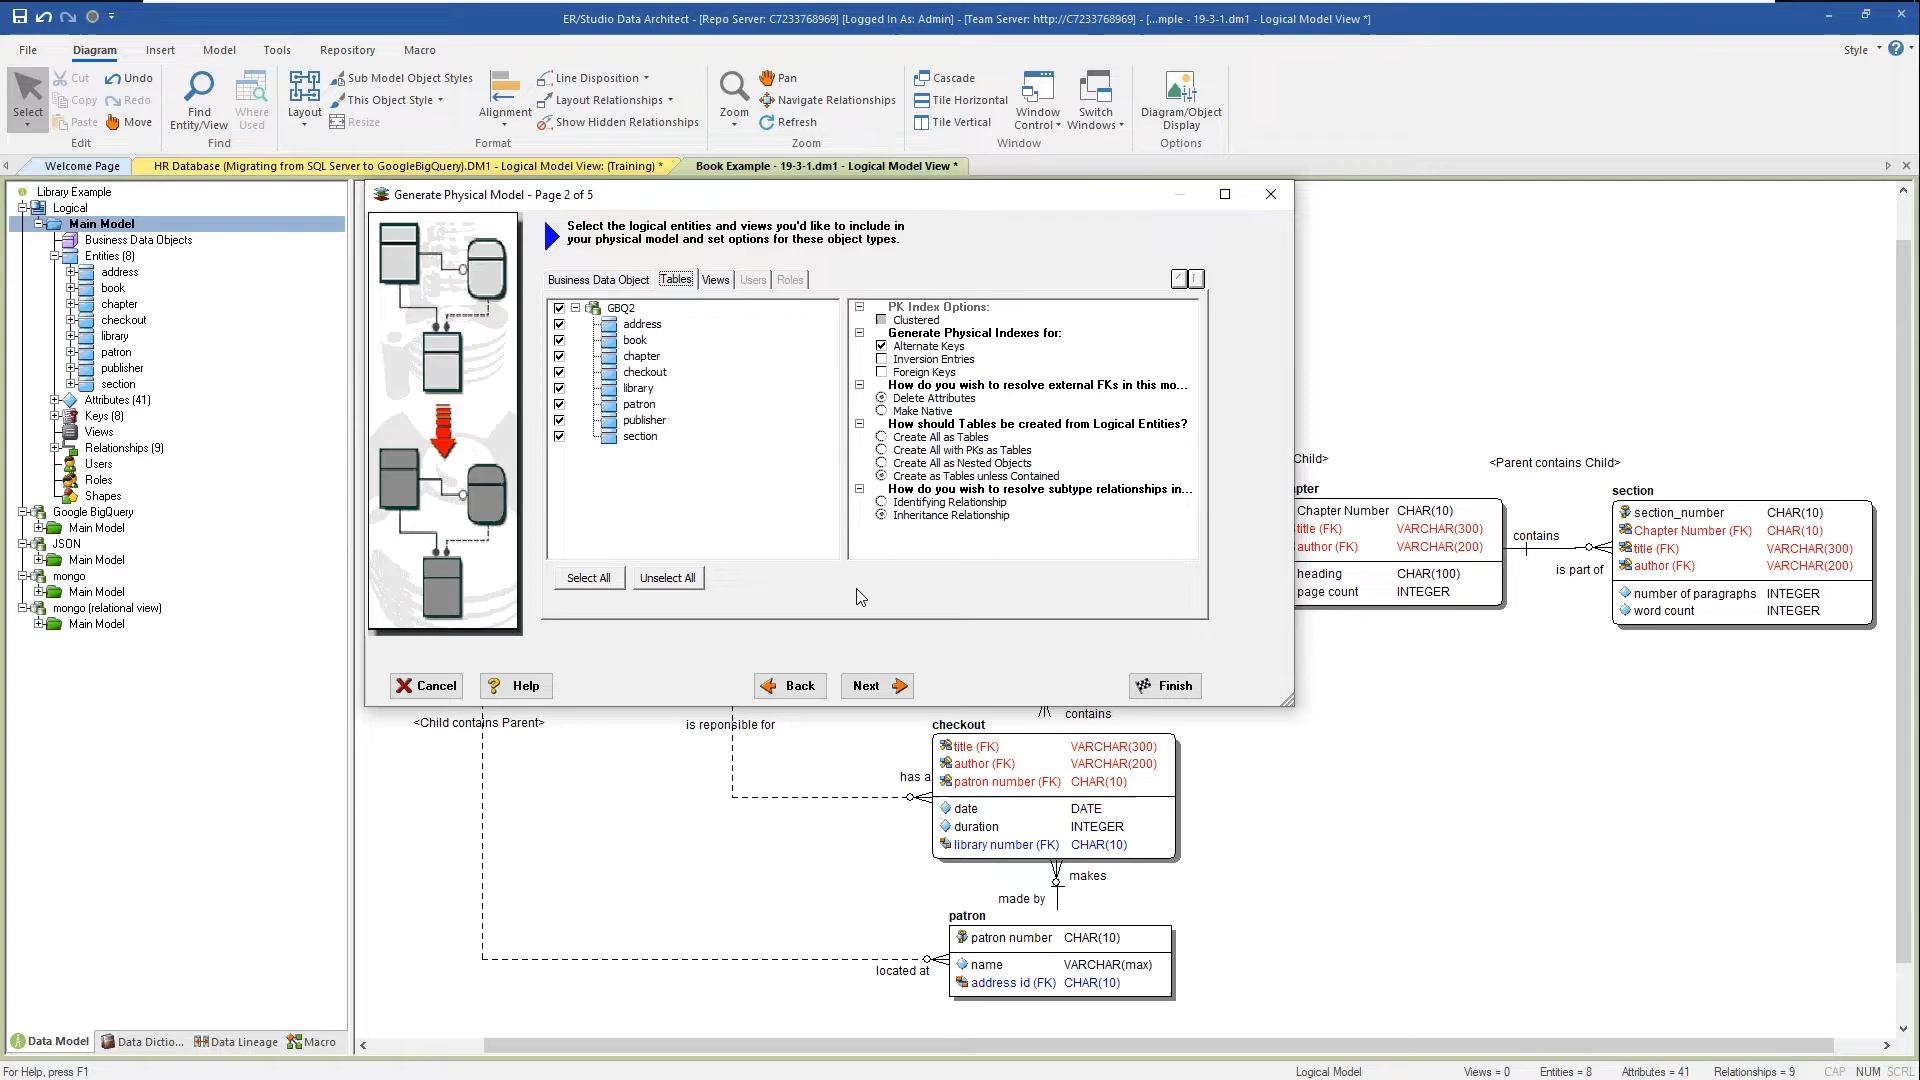 ER/Studio Data Architect - [Repo Server: C7233768969] [Logged In As: Admin] - [Team Server: http://C7233768969] - [...mple - 19-3-1.dm1 - Logical Model View *]
File Diagram Insert Model Tools Repository Macro Style
Select
Cut Undo
Copy Redo
Paste Move
Edit
Find Entity/View
Where Used
Find
Layout
Sub Model Object Styles
This Object Style
Resize
Alignment
Line Disposition
Layout Relationships
Show Hidden Relationships
Format
Zoom
Pan
Navigate Relationships
Refresh
Zoom
Cascade
Tile Horizontal
Tile Vertical
Window Control
Switch Windows
Window
Diagram/Object Display
Options
Welcome Page
HR Database (Migrating from SQL Server to GoogleBigQuery).DM1 - Logical Model View: (Training) *
Book Example - 19-3-1.dm1 - Logical Model View *
Library Example
Logical
Main Model
Business Data Objects
Entities (8)
address
book
chapter
checkout
library
patron
publisher
section
Attributes (41)
Keys (8)
Views
Relationships (9)
Users
Roles
Shapes
Google BigQuery
Main Model
JSON
Main Model
mongo
Main Model
mongo (relational view)
Main Model
Data Model Data Dictio... Data Lineage Macro
Generate Physical Model - Page 2 of 5
Select the logical entities and views you'd like to include in
your physical model and set options for these object types.
Business Data Object Tables Views Users Roles
GBQ2
address
book
chapter
checkout
library
patron
publisher
section
PK Index Options:
Clustered
Generate Physical Indexes for:
Alternate Keys
Inversion Entries
Foreign Keys
How do you wish to resolve external FKs in this mo...
Delete Attributes
Make Native
How should Tables be created from Logical Entities?
Create All as Tables
Create All with PKs as Tables
Create All as Nested Objects
Create as Tables unless Contained
How do you wish to resolve subtype relationships in...
Identifying Relationship
Inheritance Relationship
Select All Unselect All
Cancel Help Back Next Finish
Child>
<Parent contains Child>
pter
Chapter Number CHAR(10)
title (FK) VARCHAR(300)
author (FK) VARCHAR(200)
heading CHAR(100)
page count INTEGER
contains
is part of
section
section_number CHAR(10)
Chapter Number (FK) CHAR(10)
title (FK) VARCHAR(300)
author (FK) VARCHAR(200)
number of paragraphs INTEGER
word count INTEGER
<Child contains Parent>
is reponsible for
contains
checkout
title (FK) VARCHAR(300)
author (FK) VARCHAR(200)
patron number (FK) CHAR(10)
date DATE
duration INTEGER
library number (FK) CHAR(10)
has a
makes
made by
patron
patron number CHAR(10)
name VARCHAR(max)
address id (FK) CHAR(10)
located at
For Help, press F1
Logical Model Views = 0 Entities = 8 Attributes = 41 Relationships = 9 CAP NUM SCRL